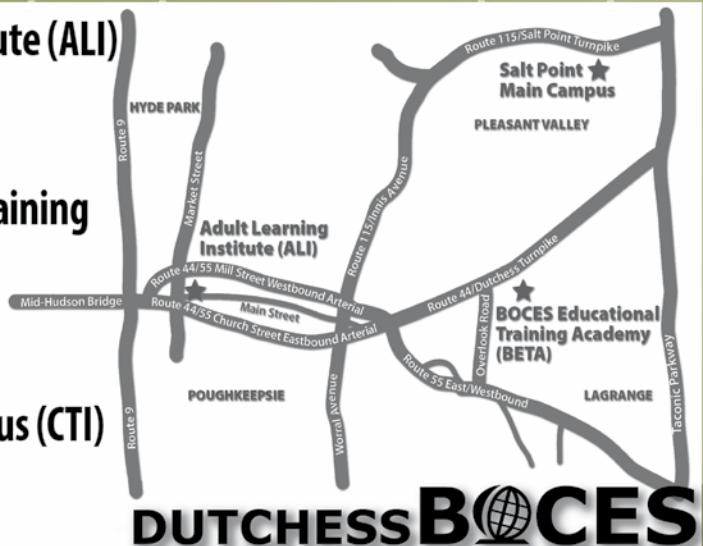 ute (ALI)
aining
us (CTI)
Route 115/Salt Point Turnpike
Salt Point
Main Campus
HYDE PARK
PLEASANT VALLEY
Route 9
Market Street
Route 115/Innis Avenue
Adult Learning
Institute (ALI)
Route 44/55 Mill Street Westbound Arterial
Mid-Hudson Bridge
Main Street
Route 44/55 Church Street Eastbound Arterial
Route 44/Dutchess Turnpike
Overlook Road
BOCES Educational
Training Academy
(BETA)
Route 55 East/Westbound
Taconic Parkway
POUGHKEEPSIE
LAGRANGE
Worral Avenue
Route 9
DUTCHESS BOCES